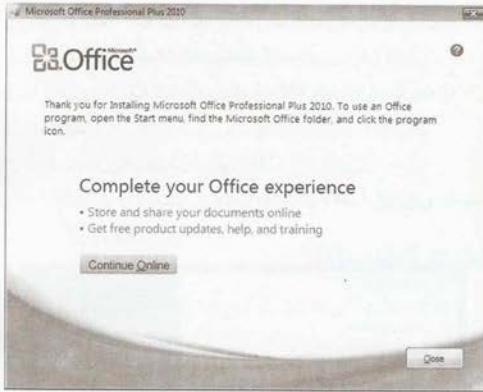 Microsoft Office Professional Plus 2010
Microsoft®
Office
Thank you for Installing Microsoft Office Professional Plus 2010. To use an Office
program, open the Start menu, find the Microsoft Office folder, and click the program
icon.
Complete your Office experience
• Store and share your documents online
• Get free product updates, help, and training
Continue Online
Close